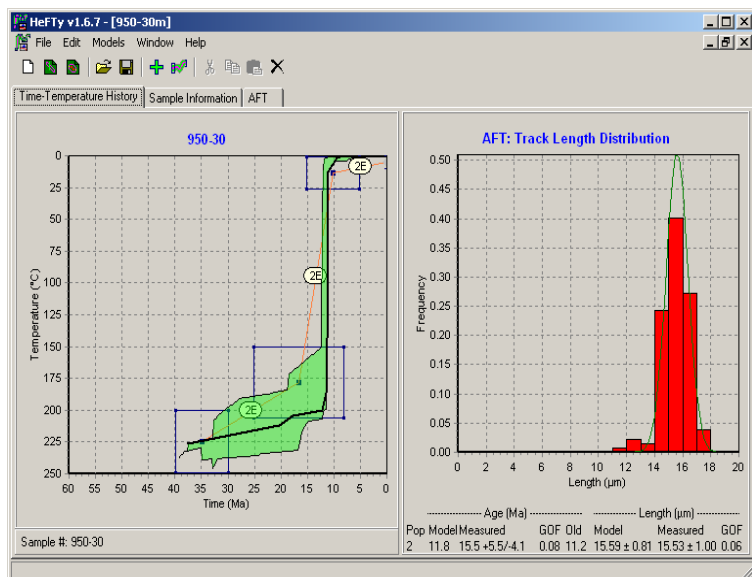 HeFTy v1.6.7 - [950-30m]
File Edit Models Window Help
Time-Temperature History Sample Information AFT
950-30
0
25
50
75
100
125
150
175
200
225
250
Temperature (°C)
2E
2E
2E
60 55 50 45 40 35 30 25 20 15 10 5 0
Time (Ma)
Sample #: 950-30
AFT: Track Length Distribution
0.50
0.45
0.40
0.35
0.30
0.25
0.20
0.15
0.10
0.05
0.00
Frequency
0 2 4 6 8 10 12 14 16 18 20
Length (µm)
Age (Ma) Length (µm)
Pop Model Measured GOF Old Model Measured GOF
2 11.8 15.5 +5.5/-4.1 0.08 11.2 15.59 ± 0.81 15.53 ± 1.00 0.06